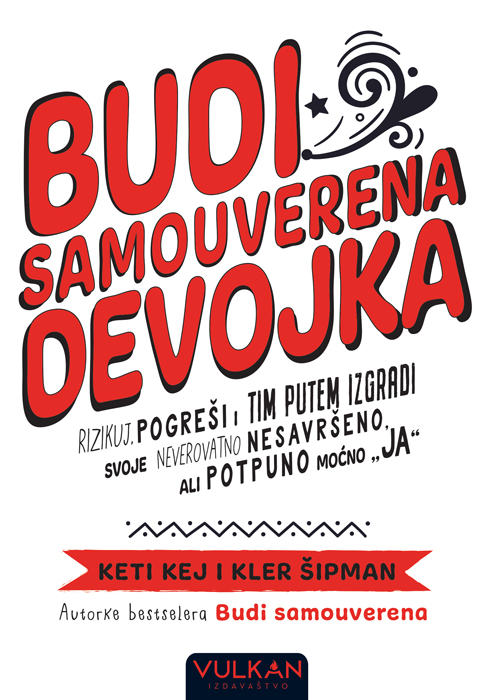 BUDI
SAMOUVERENA
DEVOJKA
RIZIKUJ, POGREŠI I TIM PUTEM IZGRADI
SVOJE NEVEROVATNO NESAVRŠENO,
ALI POTPUNO MOĆNO „JA“
KETI KEJ I KLER ŠIPMAN
Autorke bestselera Budi samouverena
VULKAN
IZDAVAŠTVO